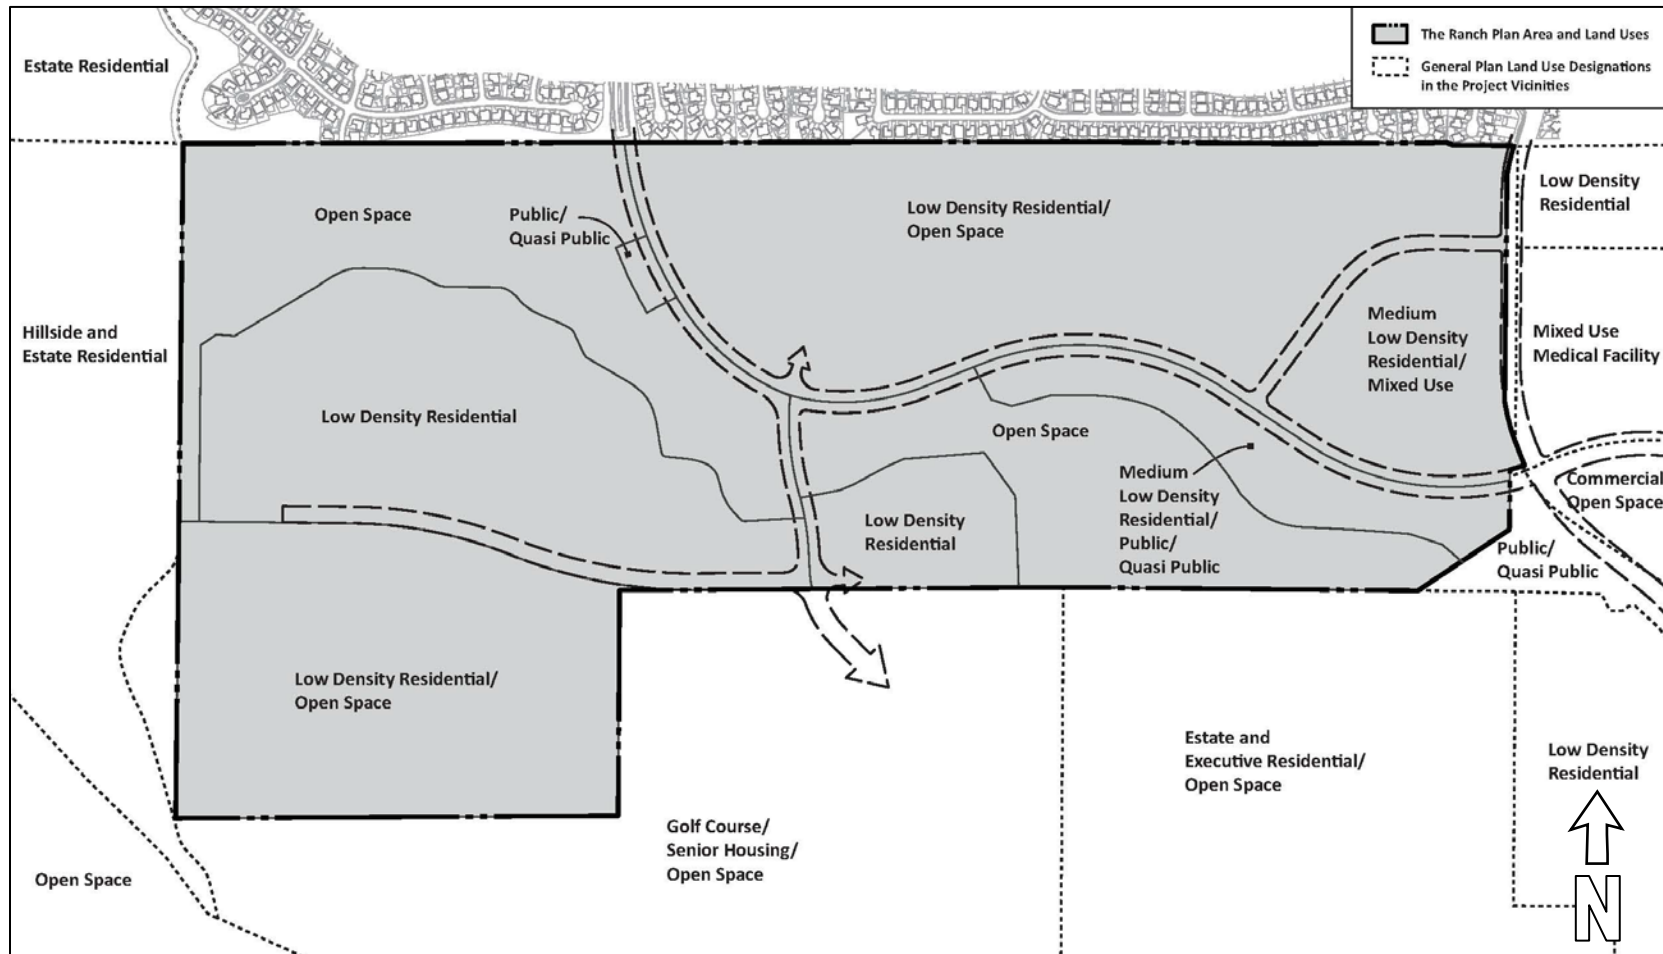 The Ranch Plan Area and Land Uses
General Plan Land Use Designations
in the Project Vicinities
Estate Residential
Low Density
Residential
Open Space
Public/
Quasi Public
Low Density Residential/
Open Space
Hillside and
Estate Residential
Medium
Low Density
Residential/
Mixed Use
Mixed Use
Medical Facility
Low Density Residential
Open Space
Medium
Low Density
Residential/
Public/
Quasi Public
Commercial
Open Space
Low Density
Residential
Public/
Quasi Public
Low Density Residential/
Open Space
Estate and
Executive Residential/
Open Space
Low Density
Residential
Golf Course/
Senior Housing/
Open Space
Open Space
N